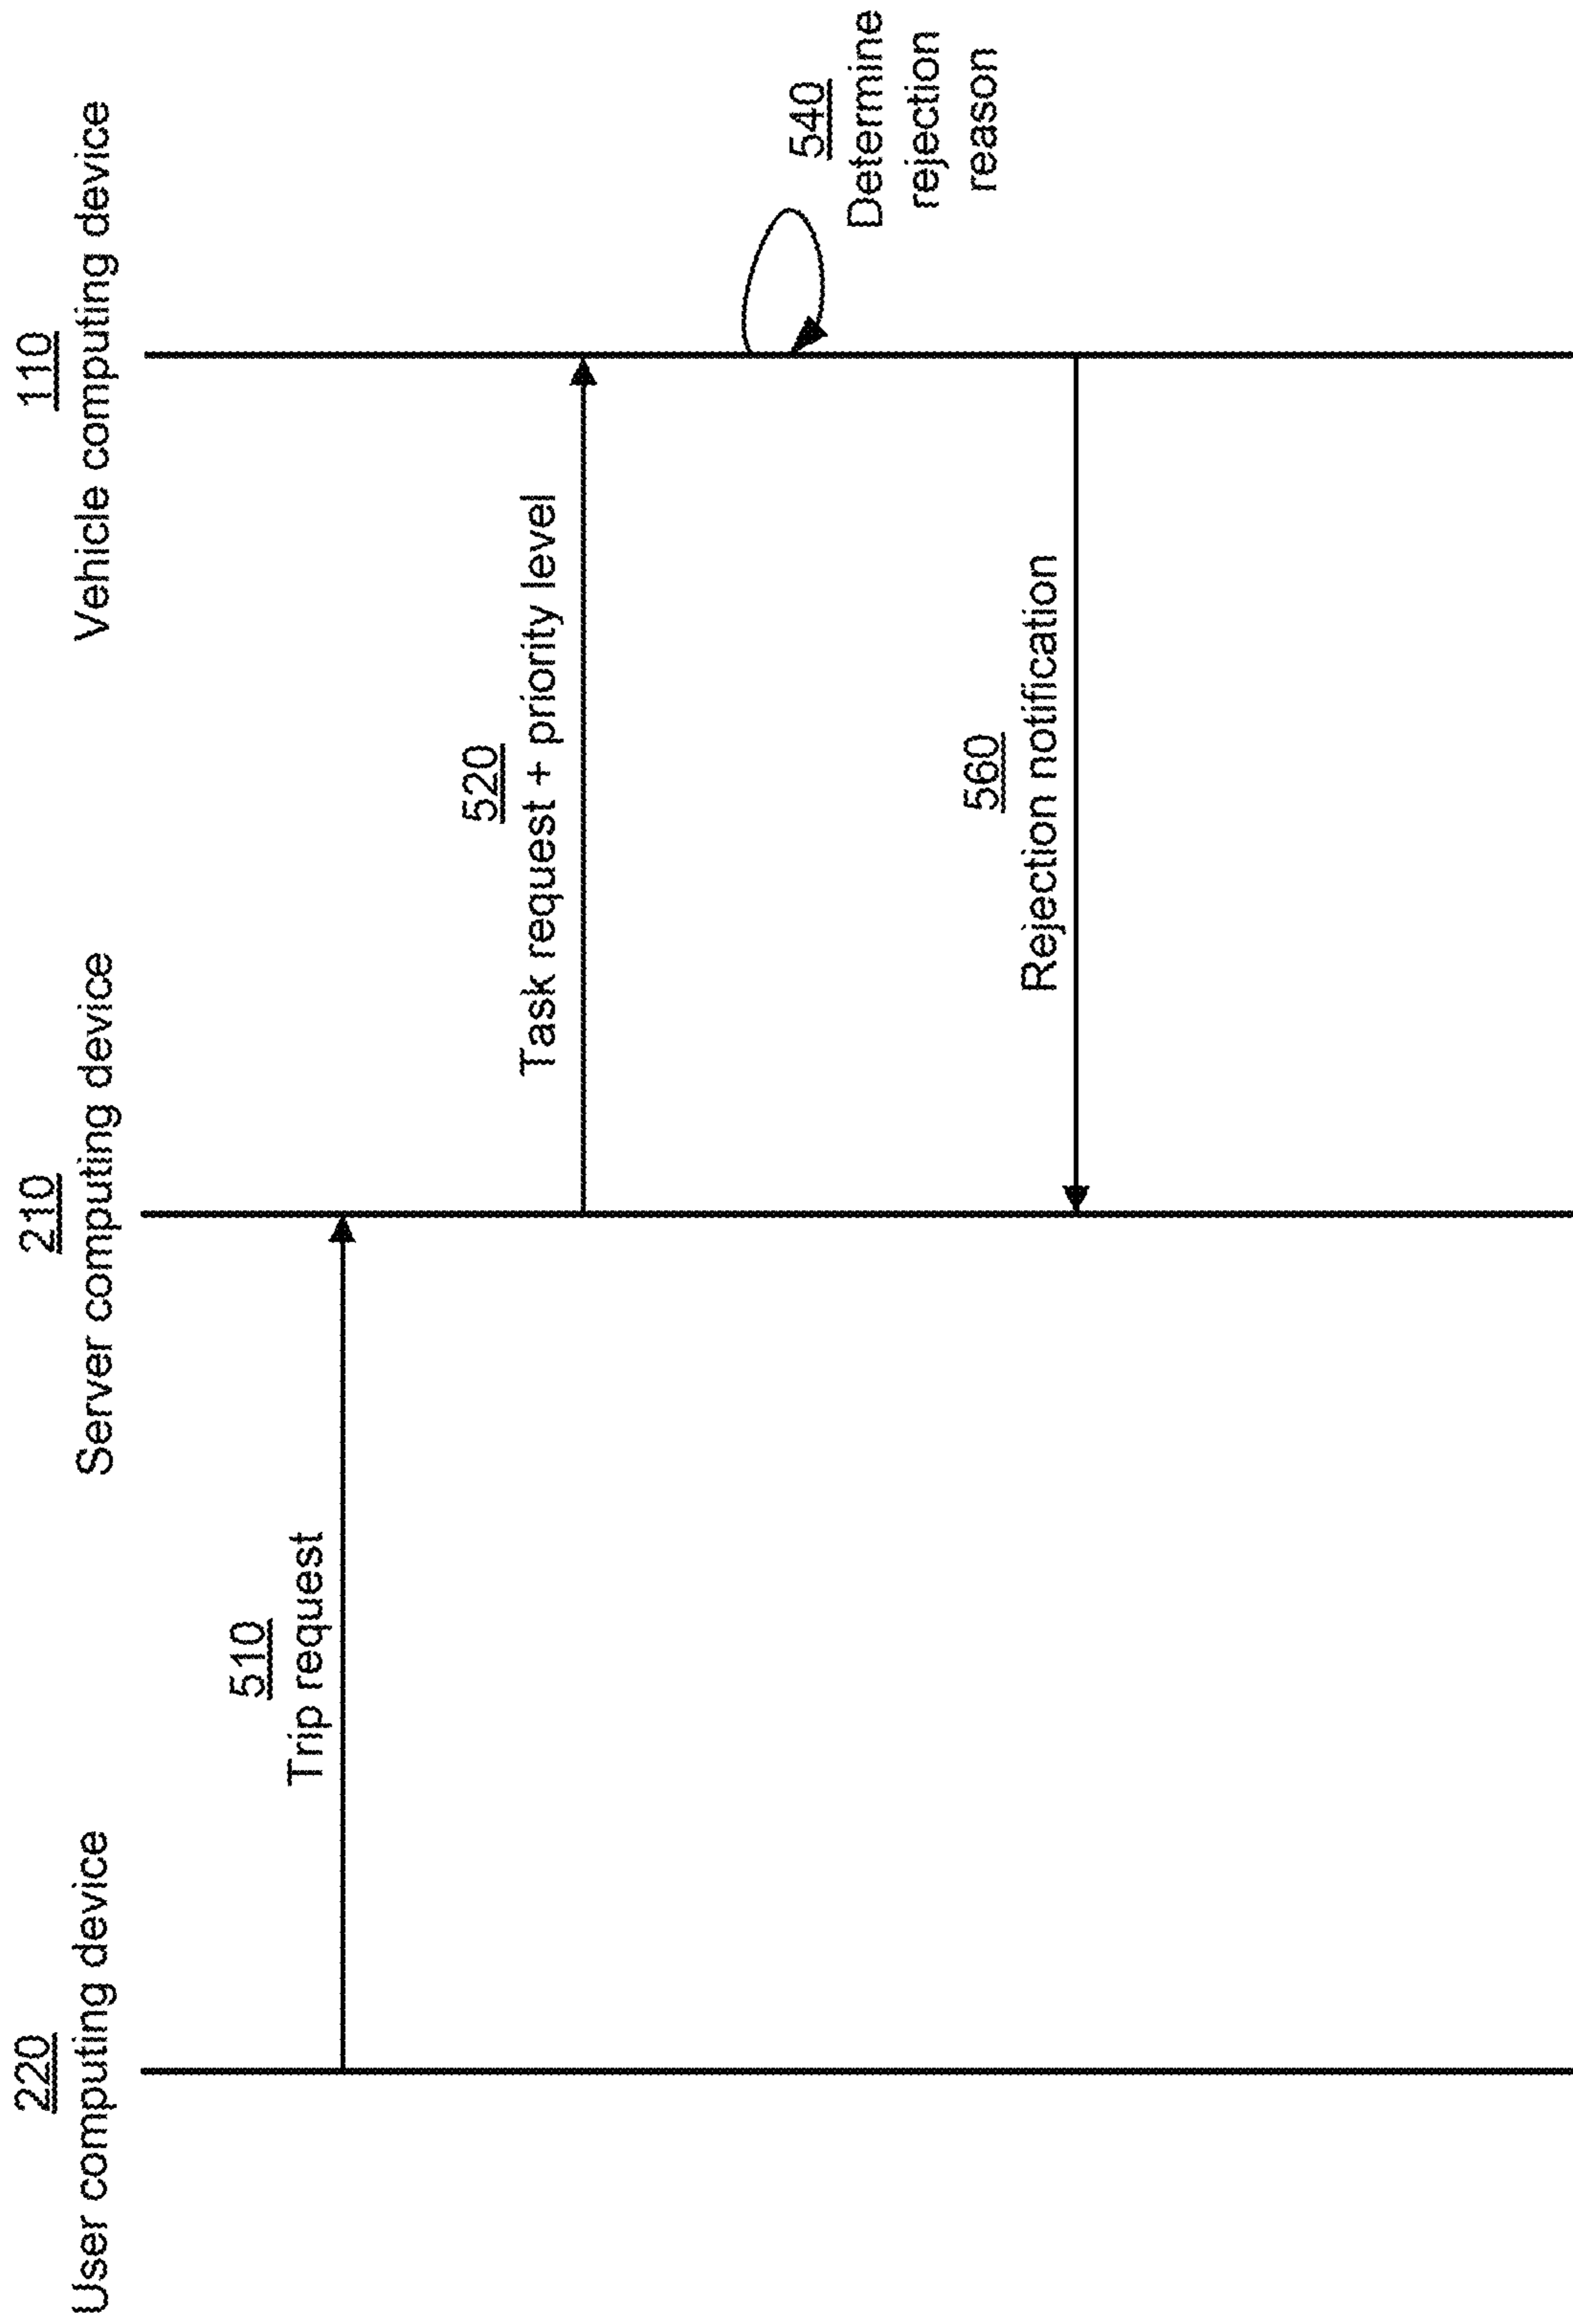 220
User computing device
210
Server computing device
110
Vehicle computing device
510
Trip request
520
Task request + priority level
540
Determine
rejection
reason
560
Rejection notification